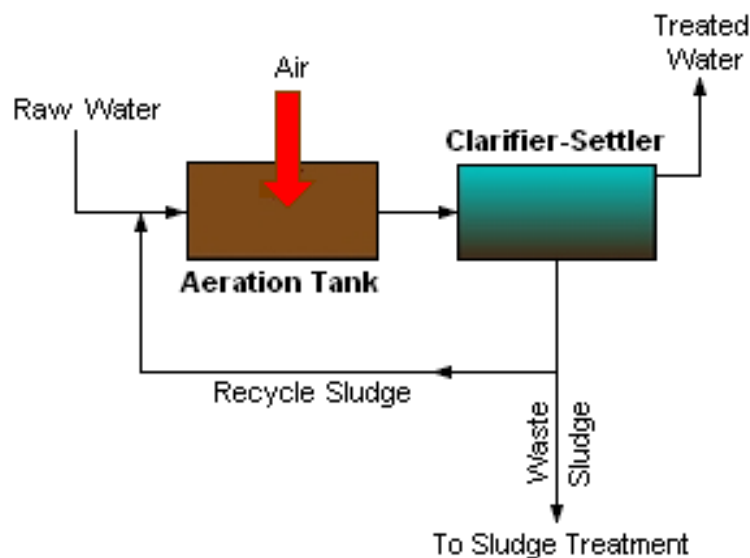 Treated
Water
Air
Raw Water
Clarifier-Settler
Aeration Tank
Recycle Sludge
Waste
Sludge
To Sludge Treatment